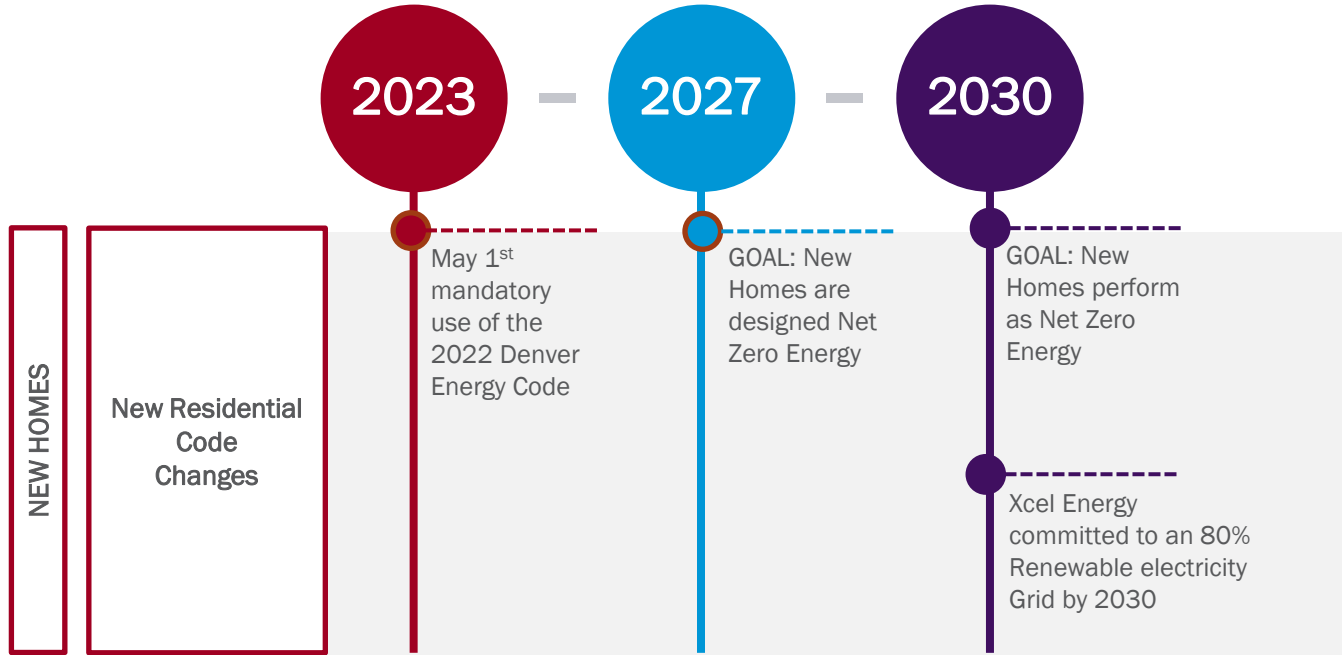 2023
2027
2030
NEW HOMES
New Residential
Code
Changes
May 1st
mandatory
use of the
2022 Denver
Energy Code
GOAL: New
Homes are
designed Net
Zero Energy
GOAL: New
Homes perform
as Net Zero
Energy
Xcel Energy
committed to an 80%
Renewable electricity
Grid by 2030